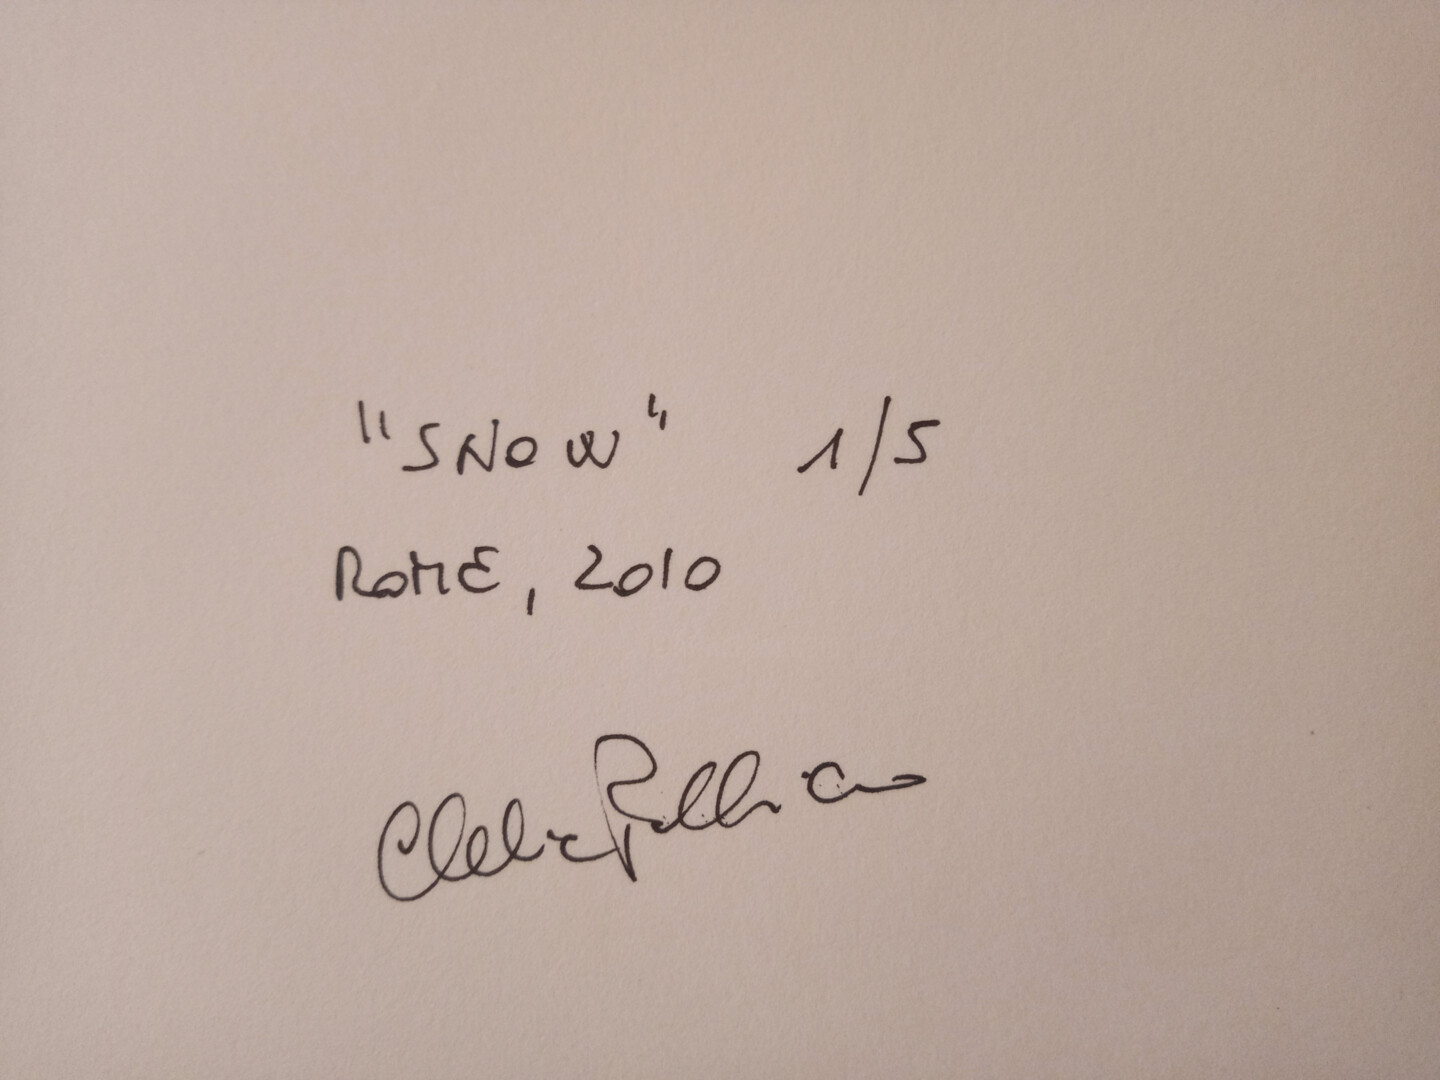 "SNOW" 1/5
ROME, 2010